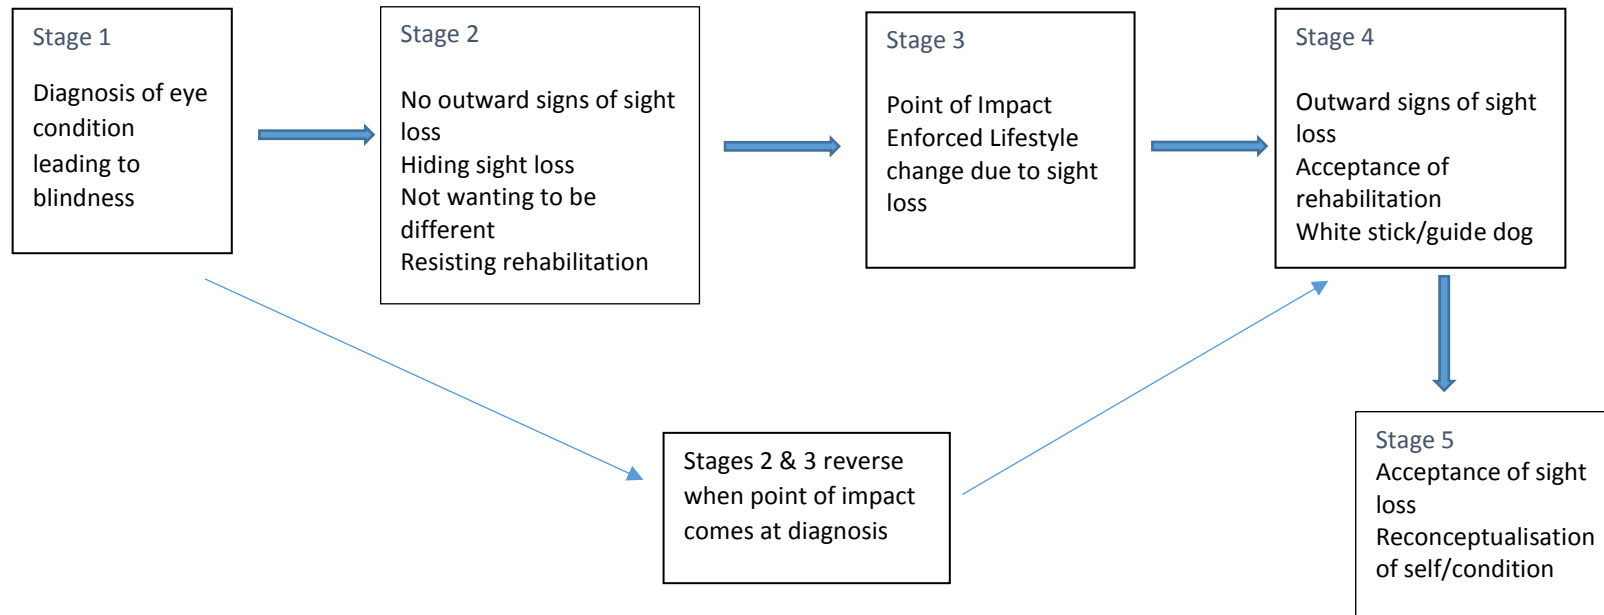 Stage 1
Diagnosis of eye
condition
leading to
blindness
Stage 2
No outward signs of sight
loss
Hiding sight loss
Not wanting to be
different
Resisting rehabilitation
Stage 3
Point of Impact
Enforced Lifestyle
change due to sight
loss
Stage 4
Outward signs of sight
loss
Acceptance of
rehabilitation
White stick/guide dog
Stages 2 & 3 reverse
when point of impact
comes at diagnosis
Stage 5
Acceptance of sight
loss
Reconceptualisation
of self/condition